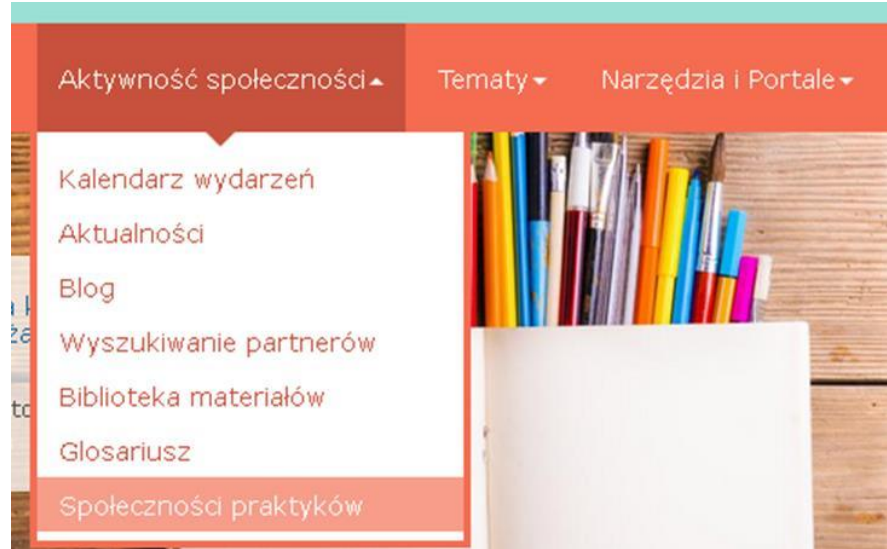 Aktywność społeczności Tematy Narzędzia i Portale
Kalendarz wydarzeń
Aktualności
Blog
Wyszukiwanie partnerów
Biblioteka materiałów
Glosariusz
Społeczności praktyków